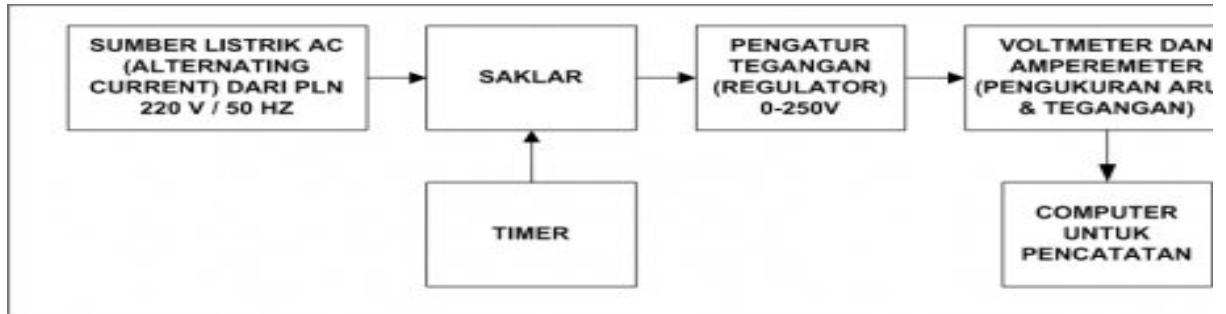 SUMBER LISTRIK AC
(ALTERNATING
CURRENT) DARI PLN
220 V / 50 HZ
SAKLAR
PENGATUR
TEGANGAN
(REGULATOR)
0-250V
VOLTMETER DAN
AMPEREMETER
(PENGUKURAN
& TEGANGAN)
TIMER
COMPUTER
UNTUK
PENCATATAN